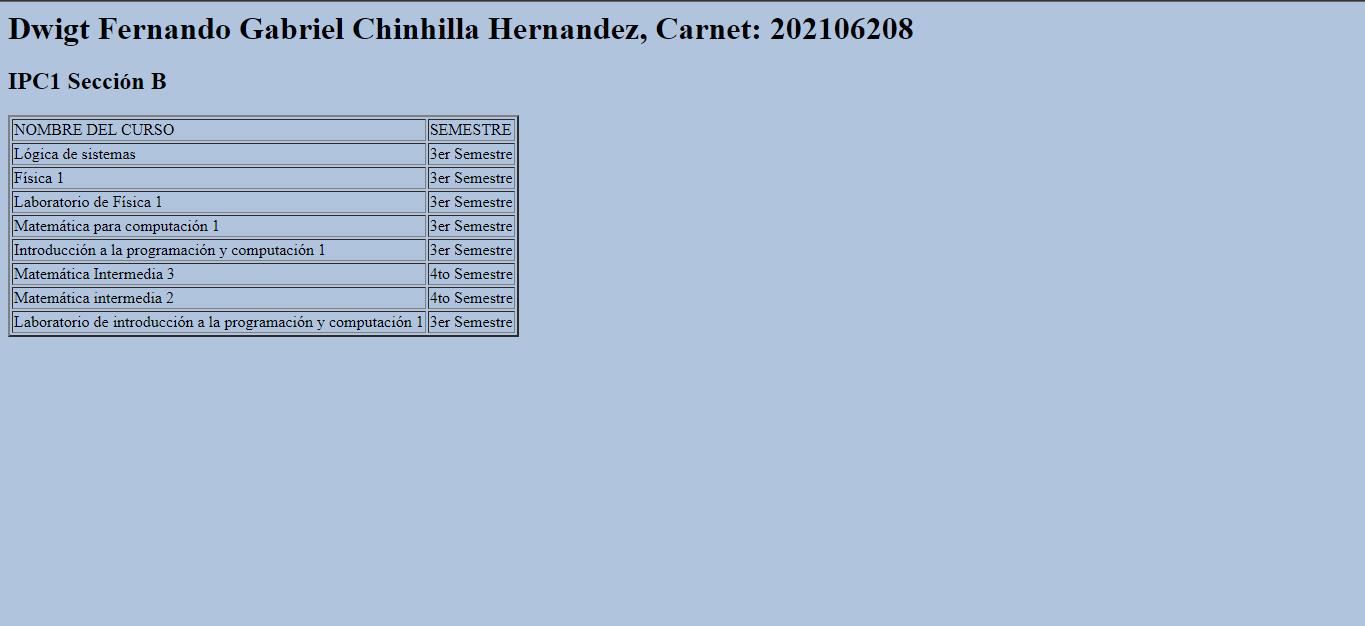 Dwigt Fernando Gabriel Chinhilla Hernandez, Carnet: 202106208
IPC1 Sección B
NOMBRE DEL CURSO SEMESTRE
Lógica de sistemas 3er Semestre
Física 1 3er Semestre
Laboratorio de Física 1 3er Semestre
Matemática para computación 1 3er Semestre
Introducción a la programación y computación 1 3er Semestre
Matemática Intermedia 3 4to Semestre
Matemática intermedia 2 4to Semestre
Laboratorio de introducción a la programación y computación 1 3er Semestre